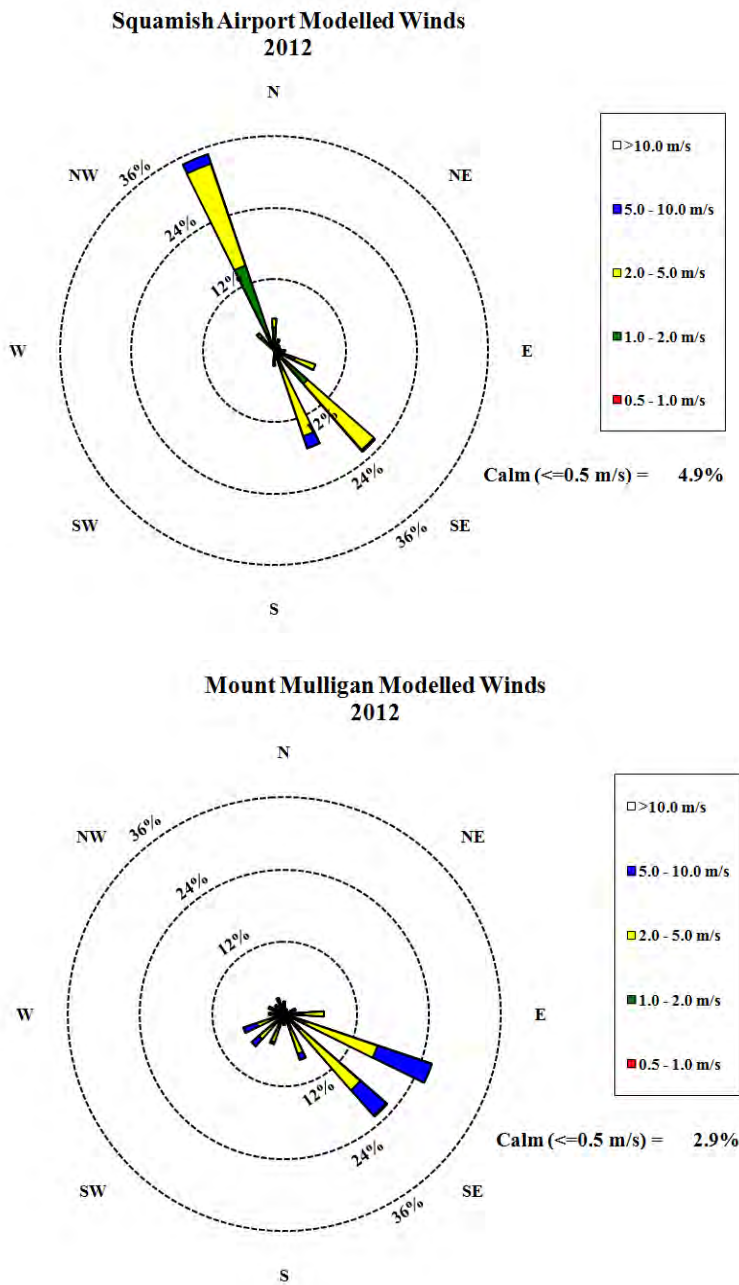 Squamish Airport Modelled Winds
2012
N
NW
36%
NE
24%
12%
W
E
12%
24%
SW
36%
SE
S
>10.0 m/s
5.0 - 10.0 m/s
2.0 - 5.0 m/s
1.0 - 2.0 m/s
0.5 - 1.0 m/s
Calm (<=0.5 m/s) = 4.9%
Mount Mulligan Modelled Winds
2012
N
NW
36%
NE
24%
12%
W
E
12%
24%
SW
36%
SE
S
>10.0 m/s
5.0 - 10.0 m/s
2.0 - 5.0 m/s
1.0 - 2.0 m/s
0.5 - 1.0 m/s
Calm (<=0.5 m/s) = 2.9%